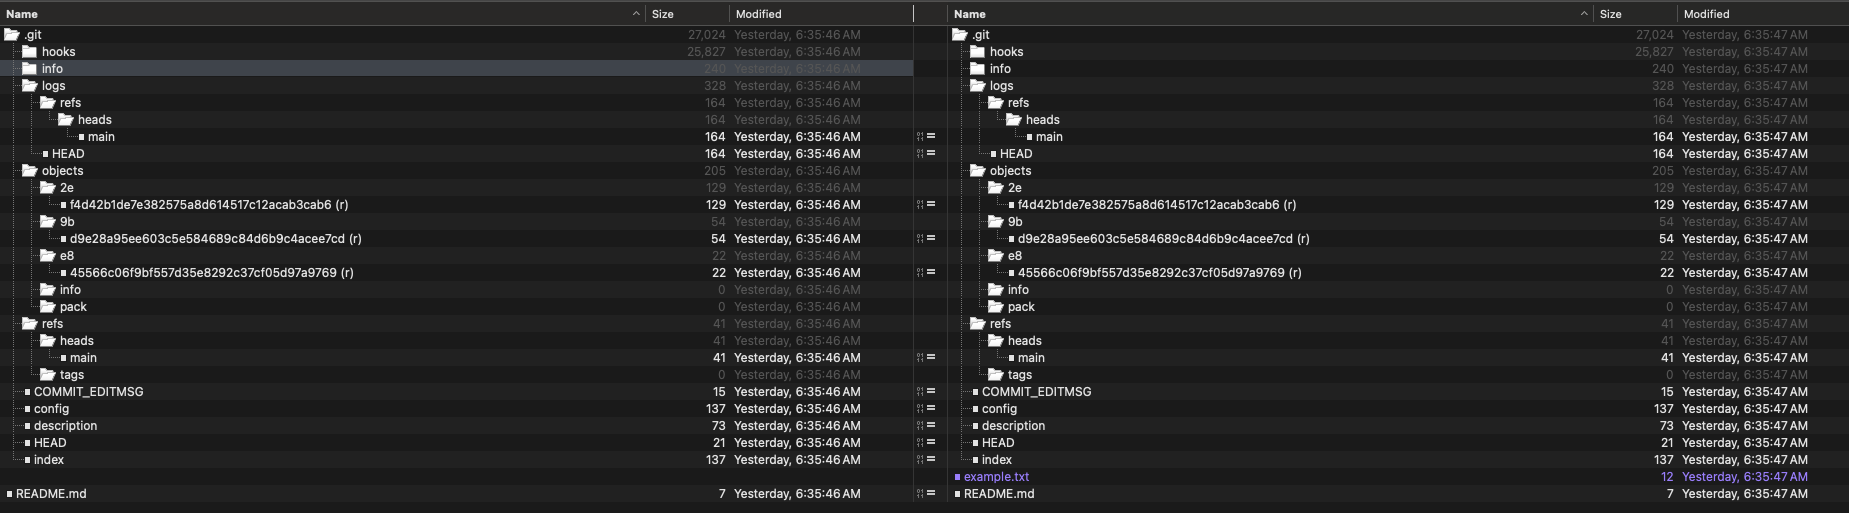 Name Size Modified Name Size Modified
.git 27,024 Yesterday, 6:35:46 AM .git 27,024 Yesterday, 6:35:47 AM
hooks 25,827 Yesterday, 6:35:46 AM hooks 25,827 Yesterday, 6:35:47 AM
info 240 Yesterday, 6:35:46 AM info 240 Yesterday, 6:35:47 AM
logs 328 Yesterday, 6:35:46 AM logs 328 Yesterday, 6:35:47 AM
refs 164 Yesterday, 6:35:46 AM refs 164 Yesterday, 6:35:47 AM
heads 164 Yesterday, 6:35:46 AM heads 164 Yesterday, 6:35:47 AM
main 164 Yesterday, 6:35:46 AM = main 164 Yesterday, 6:35:47 AM
HEAD 164 Yesterday, 6:35:46 AM = HEAD 164 Yesterday, 6:35:47 AM
objects 205 Yesterday, 6:35:46 AM objects 205 Yesterday, 6:35:47 AM
2e 129 Yesterday, 6:35:46 AM 2e 129 Yesterday, 6:35:47 AM
f4d42b1de7e382575a8d614517c12acab3cab6 (r) 129 Yesterday, 6:35:46 AM = f4d42b1de7e382575a8d614517c12acab3cab6 (r) 129 Yesterday, 6:35:47 AM
9b 54 Yesterday, 6:35:46 AM 9b 54 Yesterday, 6:35:47 AM
d9e28a95ee603c5e584689c84d6b9c4acee7cd (r) 54 Yesterday, 6:35:46 AM = d9e28a95ee603c5e584689c84d6b9c4acee7cd (r) 54 Yesterday, 6:35:47 AM
e8 22 Yesterday, 6:35:46 AM e8 22 Yesterday, 6:35:47 AM
45566c06f9bf557d35e8292c37cf05d97a9769 (r) 22 Yesterday, 6:35:46 AM = 45566c06f9bf557d35e8292c37cf05d97a9769 (r) 22 Yesterday, 6:35:47 AM
info 0 Yesterday, 6:35:46 AM info 0 Yesterday, 6:35:47 AM
pack 0 Yesterday, 6:35:46 AM pack 0 Yesterday, 6:35:47 AM
refs 41 Yesterday, 6:35:46 AM refs 41 Yesterday, 6:35:47 AM
heads 41 Yesterday, 6:35:46 AM heads 41 Yesterday, 6:35:47 AM
main 41 Yesterday, 6:35:46 AM = main 41 Yesterday, 6:35:47 AM
tags 0 Yesterday, 6:35:46 AM tags 0 Yesterday, 6:35:47 AM
COMMIT_EDITMSG 15 Yesterday, 6:35:46 AM = COMMIT_EDITMSG 15 Yesterday, 6:35:47 AM
config 137 Yesterday, 6:35:46 AM = config 137 Yesterday, 6:35:47 AM
description 73 Yesterday, 6:35:46 AM = description 73 Yesterday, 6:35:47 AM
HEAD 21 Yesterday, 6:35:46 AM = HEAD 21 Yesterday, 6:35:47 AM
index 137 Yesterday, 6:35:46 AM = index 137 Yesterday, 6:35:47 AM
example.txt 12 Yesterday, 6:35:47 AM
README.md 7 Yesterday, 6:35:46 AM = README.md 7 Yesterday, 6:35:47 AM